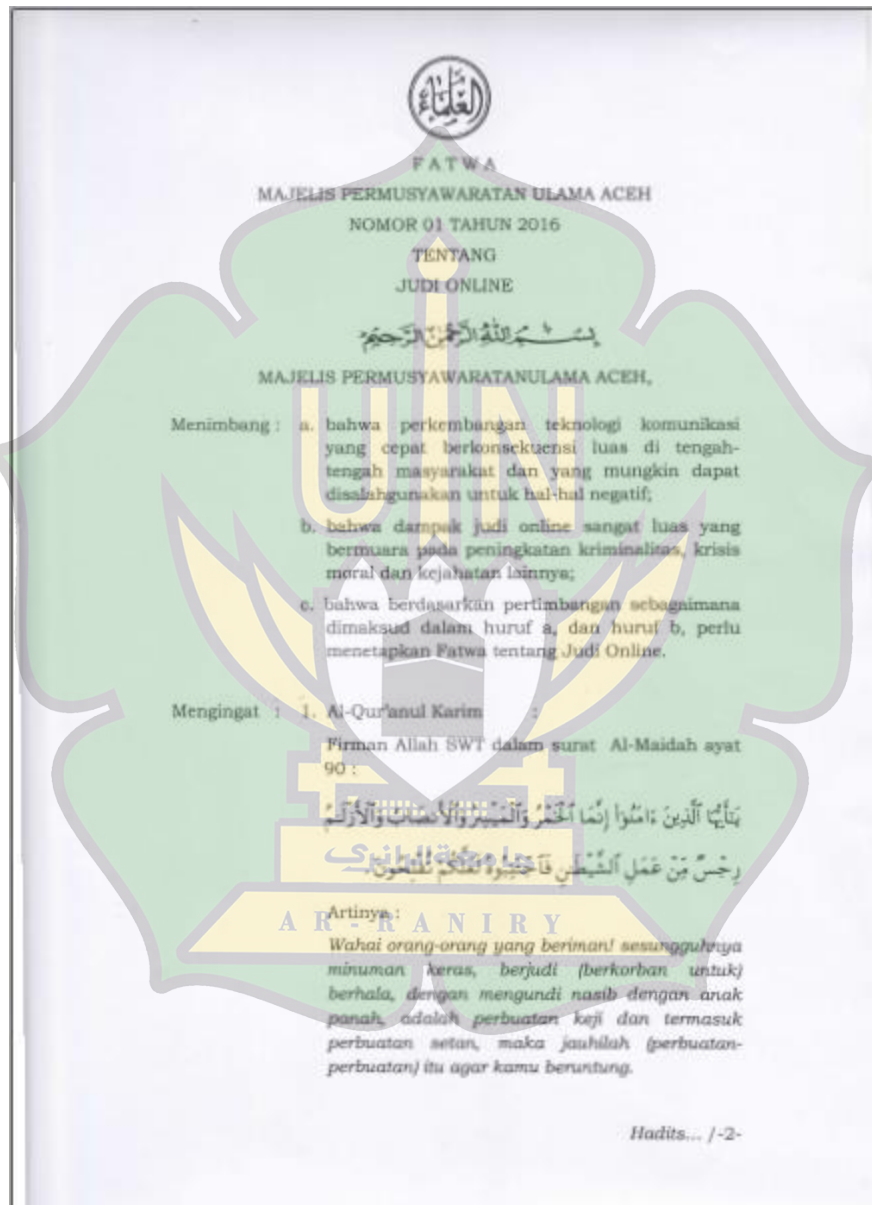 العلماء
F A T W A
MAJELIS PERMUSYAWARATAN ULAMA ACEH
NOMOR 01 TAHUN 2016
TENTANG
JUDI ONLINE
بِسْمِ اللَّهِ الرَّحْمَٰنِ الرَّحِيمِ
MAJELIS PERMUSYAWARATANULAMA ACEH,
Menimbang : a. bahwa perkembangan teknologi komunikasi
yang cepat berkonsekuensi luas di tengah-
tengah masyarakat dan yang mungkin dapat
disalahgunakan untuk hal-hal negatif;
b. bahwa dampak judi online sangat luas yang
bermuara pada peningkatan kriminalitas, krisis
moral dan kejahatan lainnya;
c. bahwa berdasarkan pertimbangan sebagaimana
dimaksud dalam huruf a, dan huruf b, perlu
menetapkan Fatwa tentang Judi Online.
UIN
Mengingat : 1. Al-Qur'anul Karim :
Firman Allah SWT dalam surat Al-Maidah ayat
90 :
يَٰٓأَيُّهَا ٱلَّذِينَ ءَامَنُوٓا۟ إِنَّمَا ٱلْخَمْرُ وَٱلْمَيْسِرُ وَٱلْأَنصَابُ وَٱلْأَزْلَٰمُ
رِجْسٌ مِّنْ عَمَلِ ٱلشَّيْطَٰنِ فَٱجْتَنِبُوهُ لَعَلَّكُمْ تُفْلِحُونَ.
جامعة الرانري
AR-RANIRY
Artinya :
Wahai orang-orang yang beriman! sesungguhnya
minuman keras, berjudi (berkorban untuk)
berhala, dengan mengundi nasib dengan anak
panah, adalah perbuatan keji dan termasuk
perbuatan setan, maka jauhilah (perbuatan-
perbuatan) itu agar kamu beruntung.
Hadits... /-2-